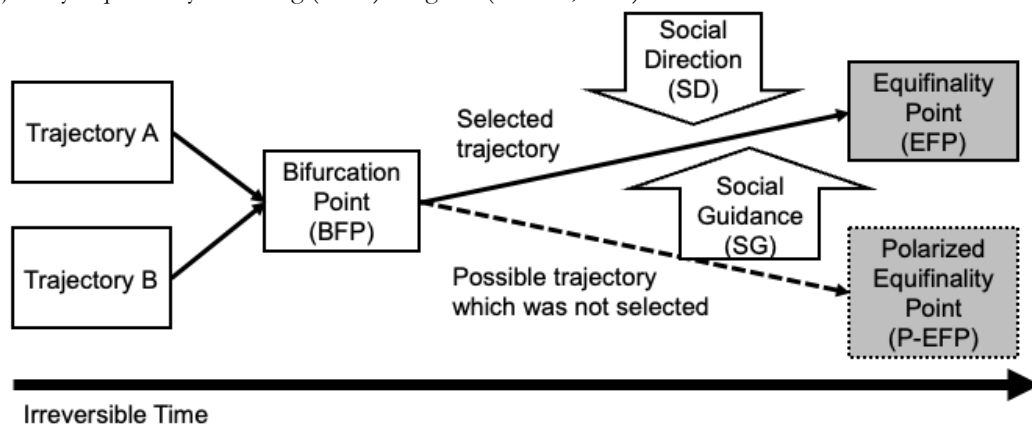 Social
Direction
(SD)
Equifinality
Point
(EFP)
Trajectory A
Selected
trajectory
Bifurcation
Point
(BFP)
Social
Guidance
(SG)
Trajectory B
Possible trajectory
which was not selected
Polarized
Equifinality
Point
(P-EFP)
Irreversible Time